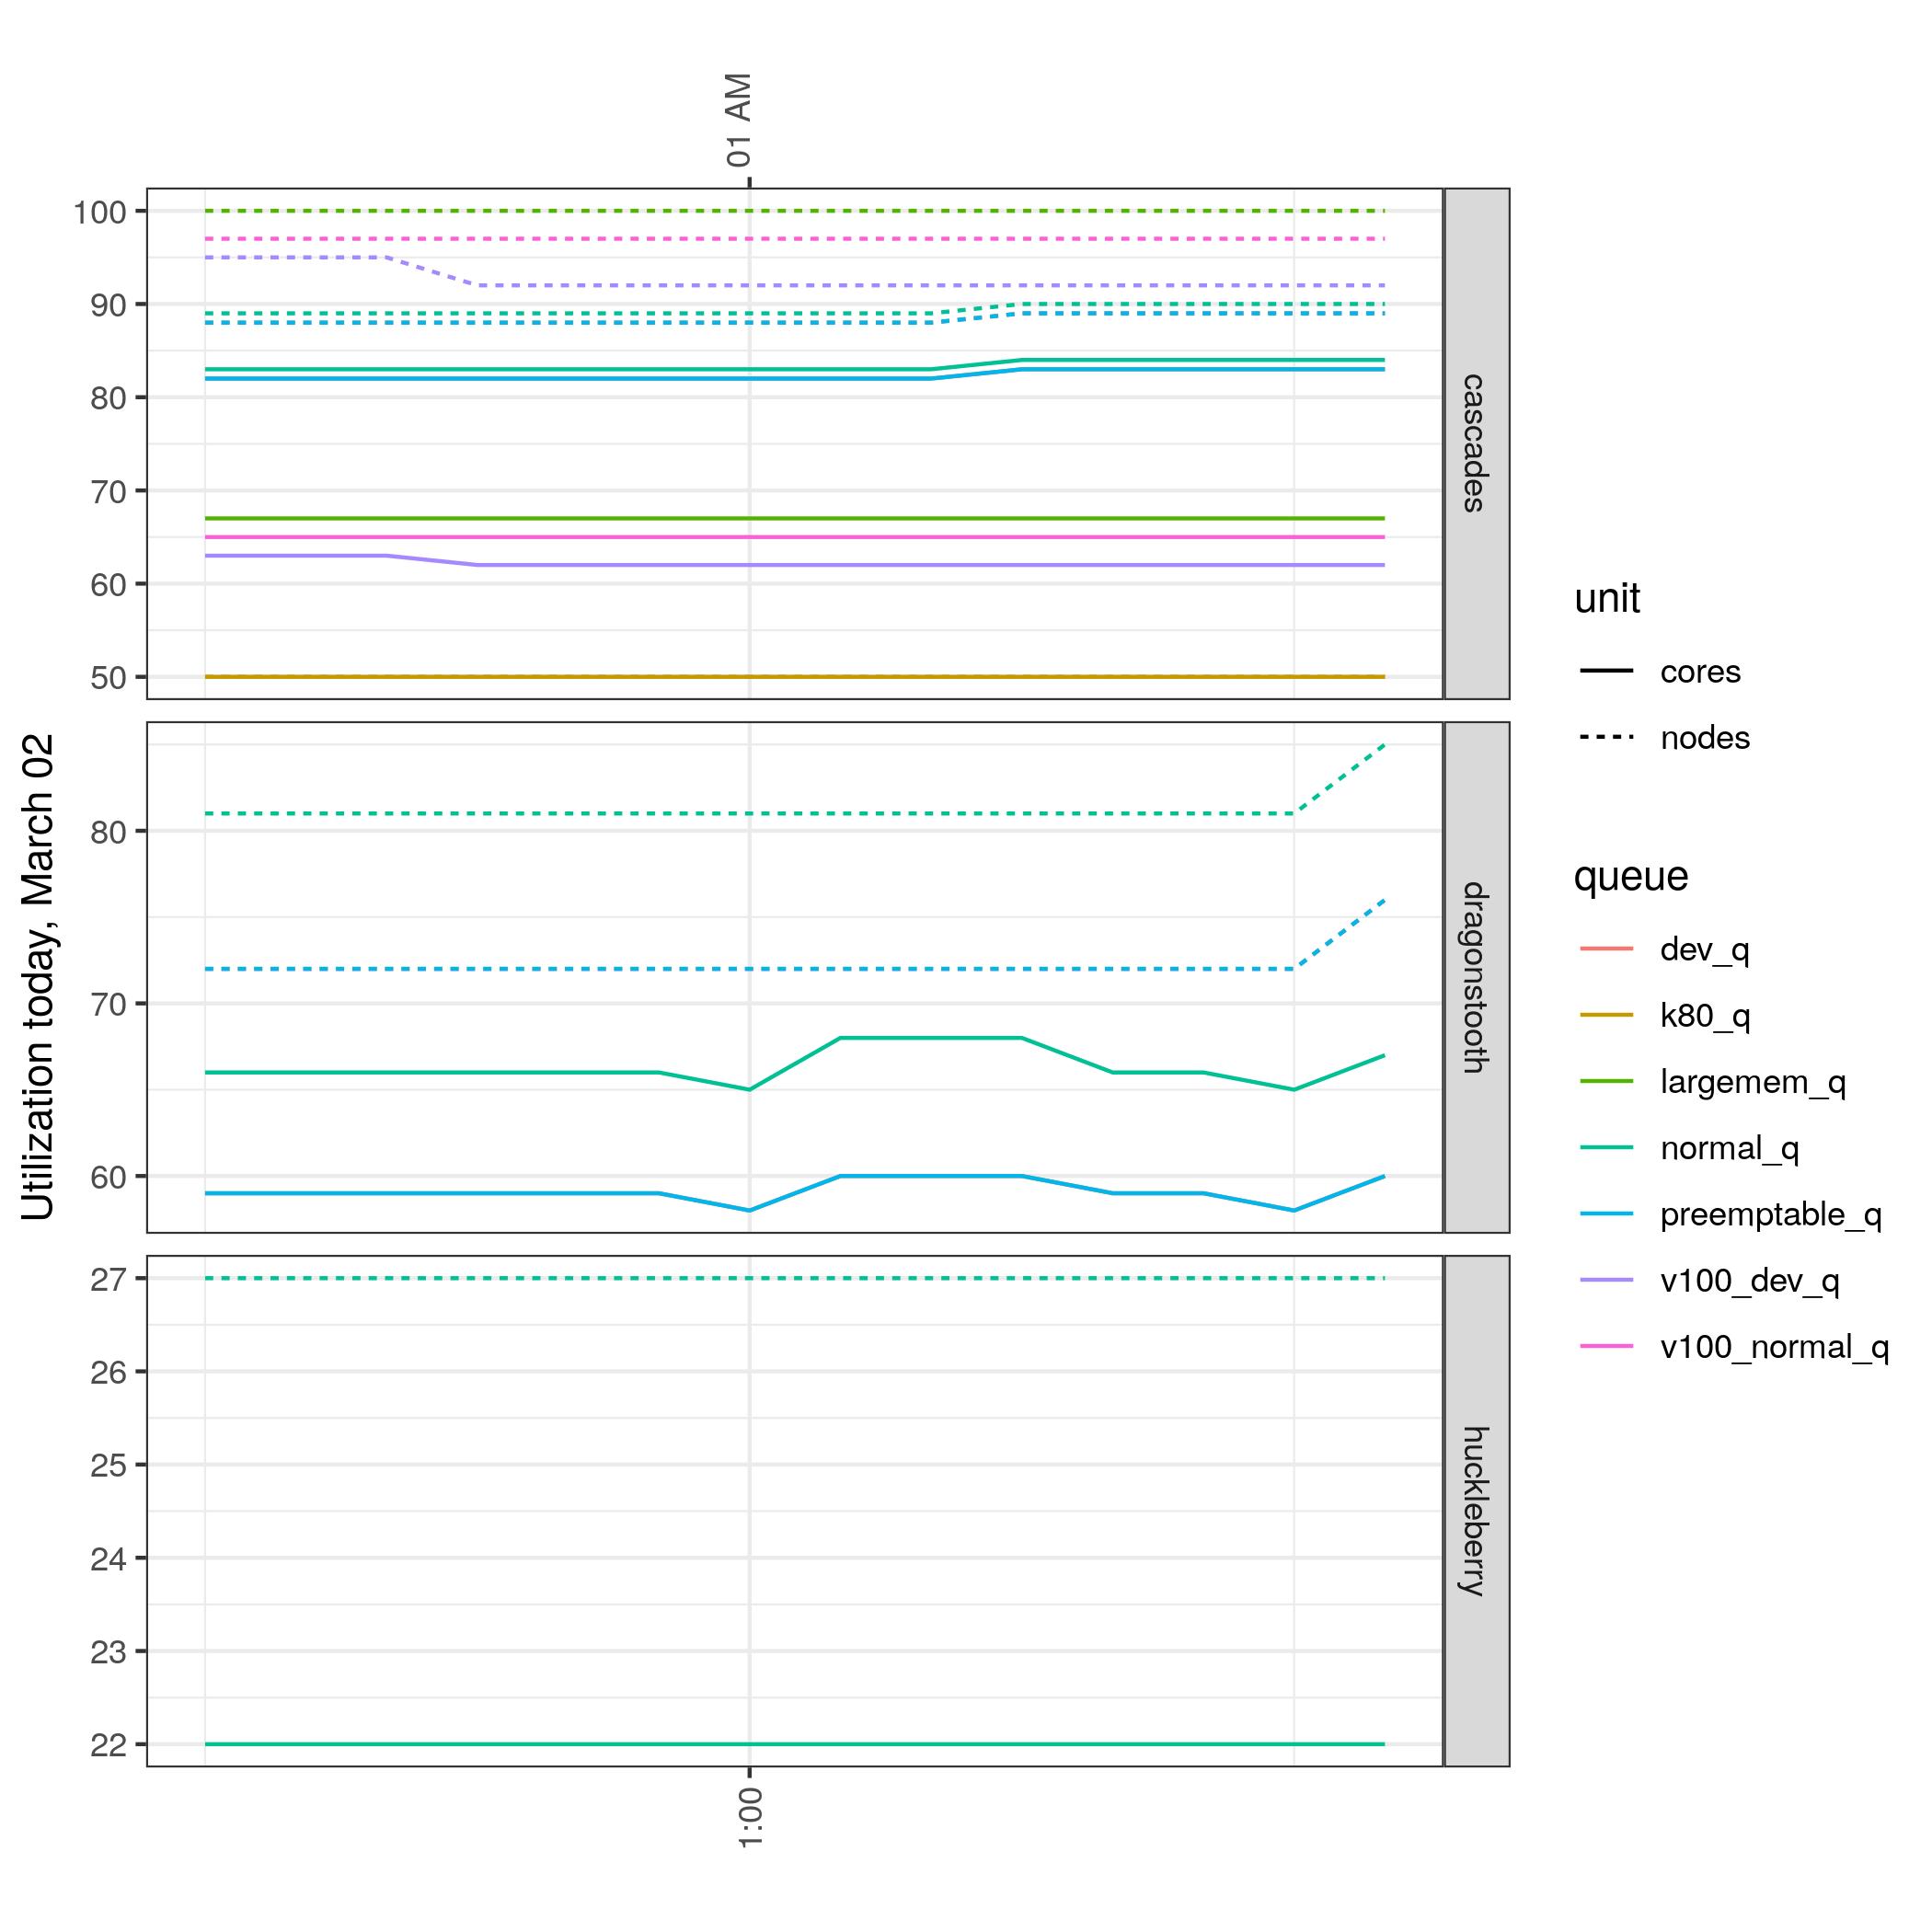 01 AM
100
90
80
70
60
50
cascades
80
70
60
dragonstooth
27
26
25
24
23
22
huckleberry
1:00
Utilization today, March 02
unit
cores
nodes
queue
dev_q
k80_q
largemem_q
normal_q
preemptable_q
v100_dev_q
v100_normal_q